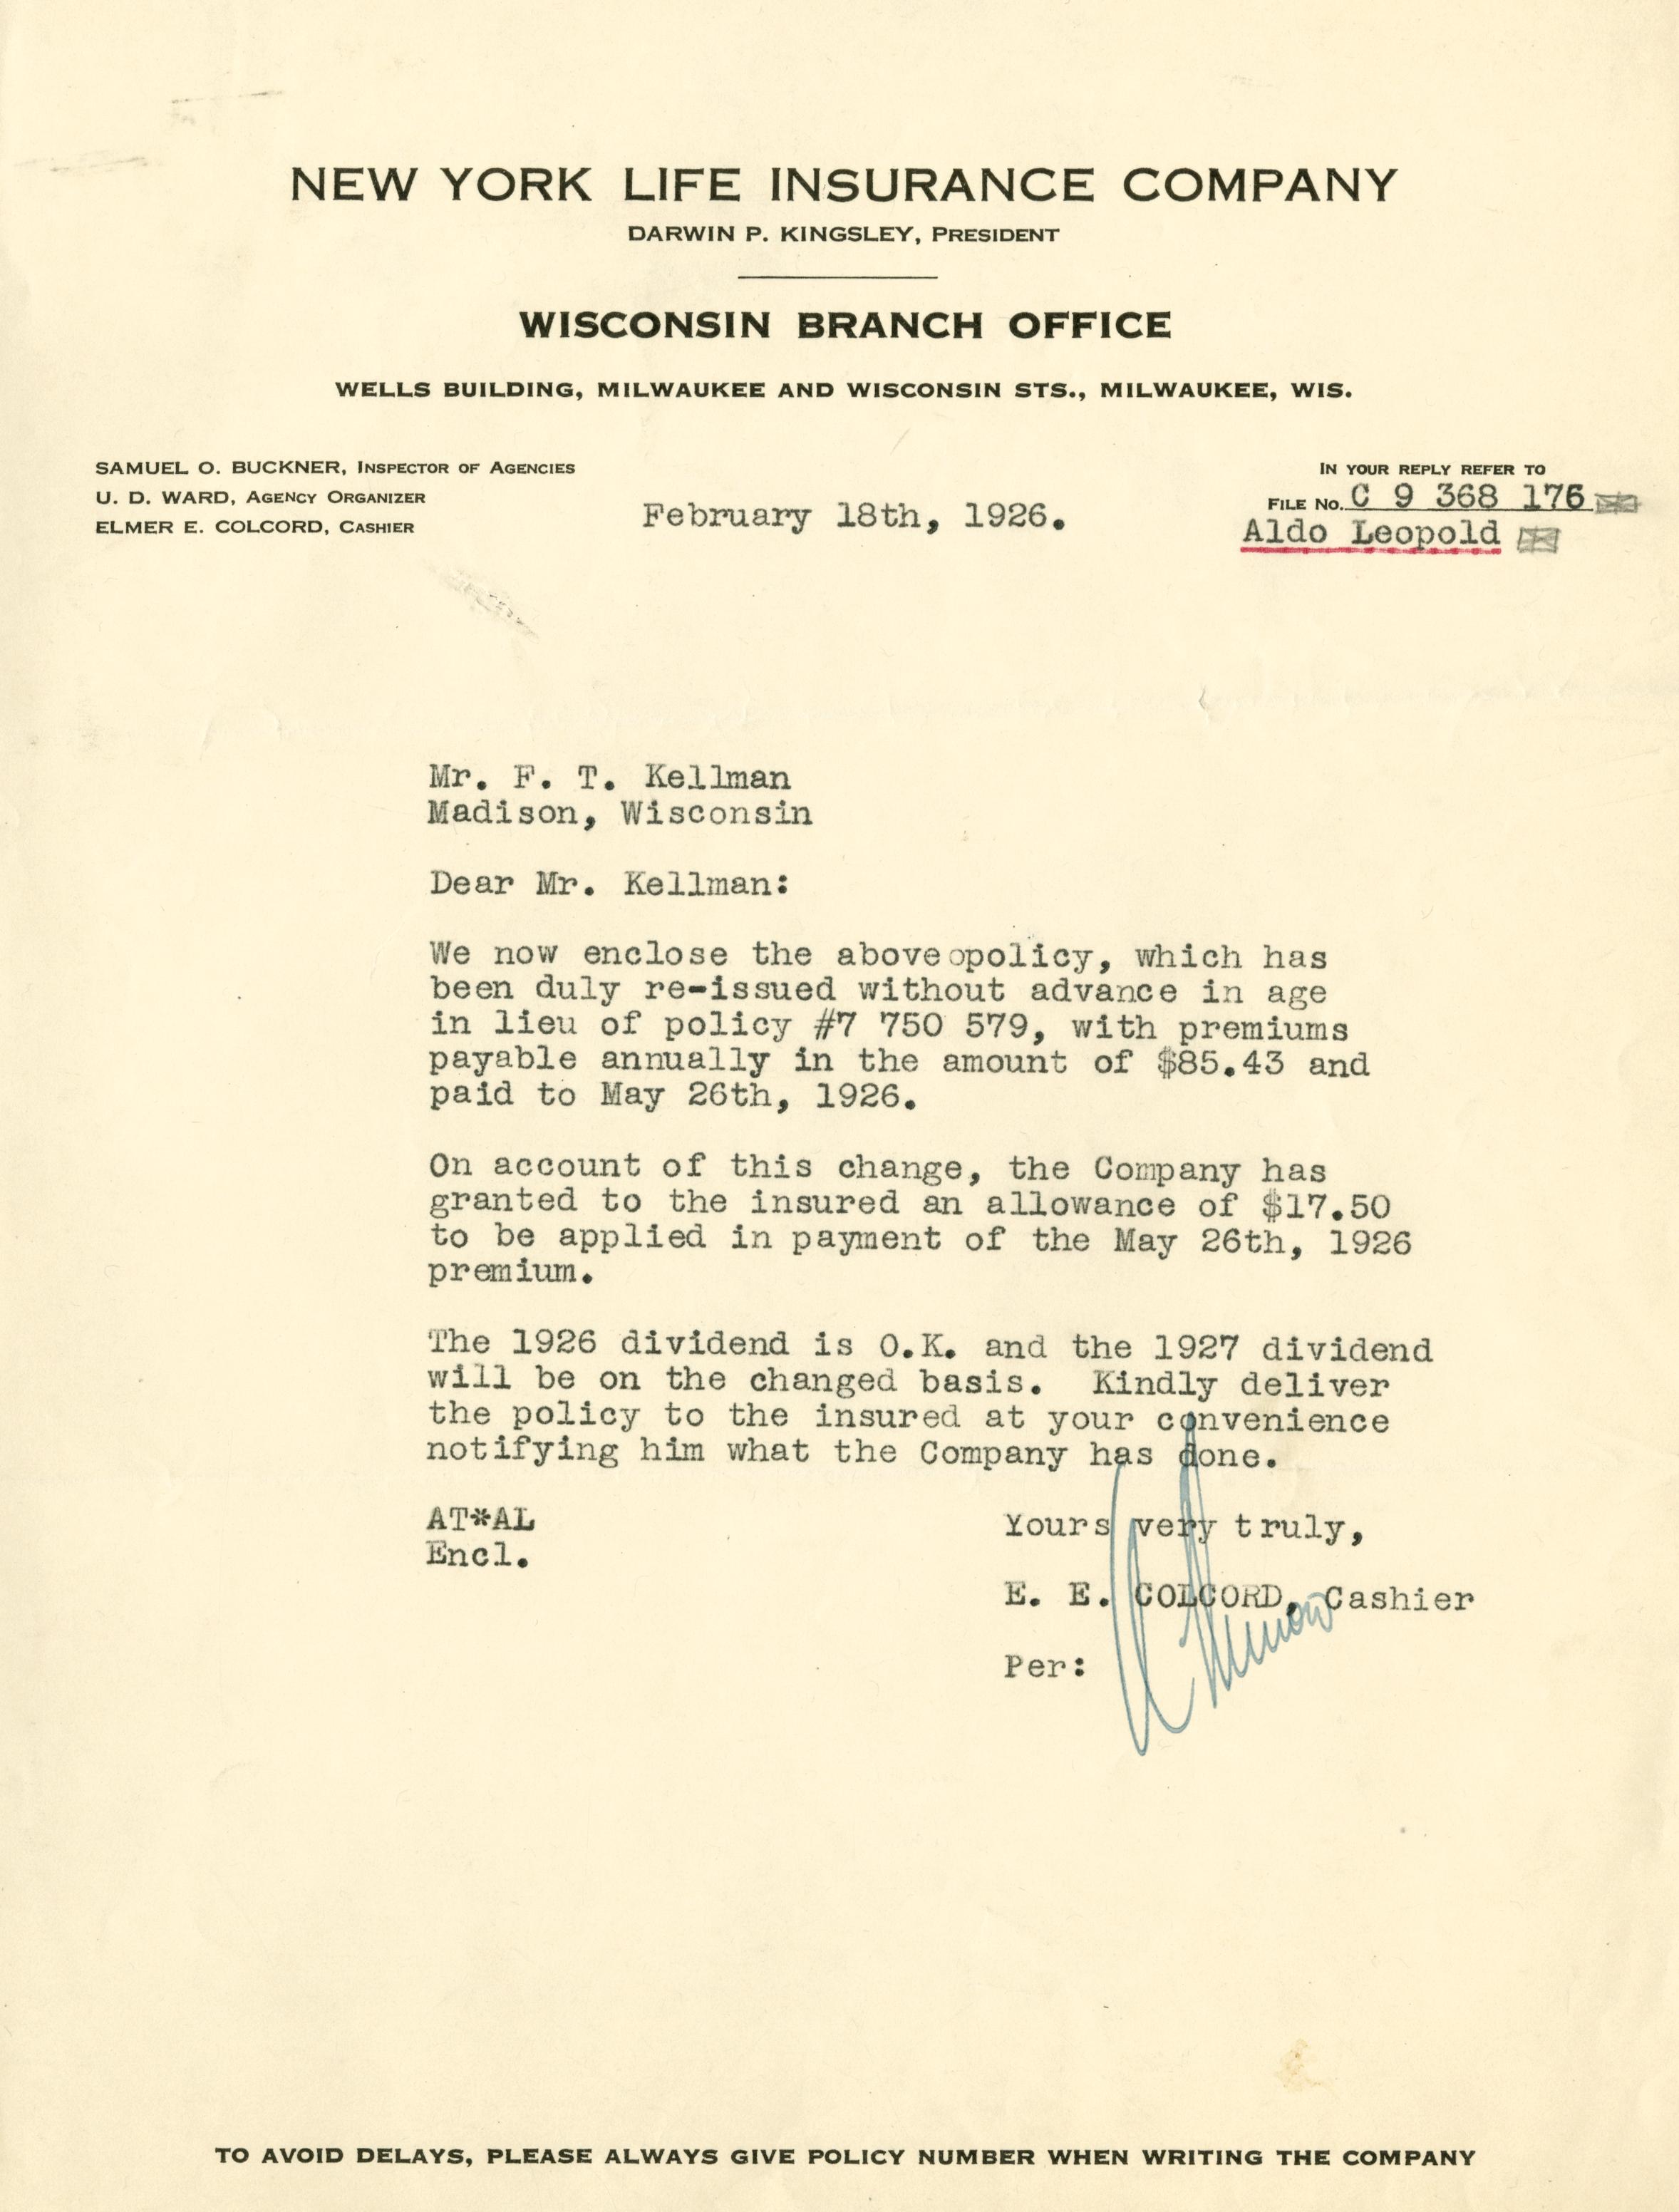 NEW YORK LIFE INSURANCE COMPANY
DARWIN P. KINGSLEY, PRESIDENT
WISCONSIN BRANCH OFFICE
WELLS BUILDING, MILWAUKEE AND WISCONSIN STS., MILWAUKEE, WIS.
SAMUEL O. BUCKNER, INSPECTOR OF AGENCIES
U. D. WARD, AGENCY ORGANIZER
ELMER E. COLCORD, CASHIER
February 18th, 1926.
IN YOUR REPLY REFER TO
FILE NO. C 9 368 176
Aldo Leopold
Mr. F. T. Kellman
Madison, Wisconsin
Dear Mr. Kellman:
We now enclose the aboveopolicy, which has
been duly re-issued without advance in age
in lieu of policy #7 750 579, with premiums
payable annually in the amount of $85.43 and
paid to May 26th, 1926.
On account of this change, the Company has
granted to the insured an allowance of $17.50
to be applied in payment of the May 26th, 1926
premium.
The 1926 dividend is O.K. and the 1927 dividend
will be on the changed basis. Kindly deliver
the policy to the insured at your convenience
notifying him what the Company has done.
AT*AL
Encl.
Yours very truly,
E. E. COLCORD, Cashier
Per:
TO AVOID DELAYS, PLEASE ALWAYS GIVE POLICY NUMBER WHEN WRITING THE COMPANY